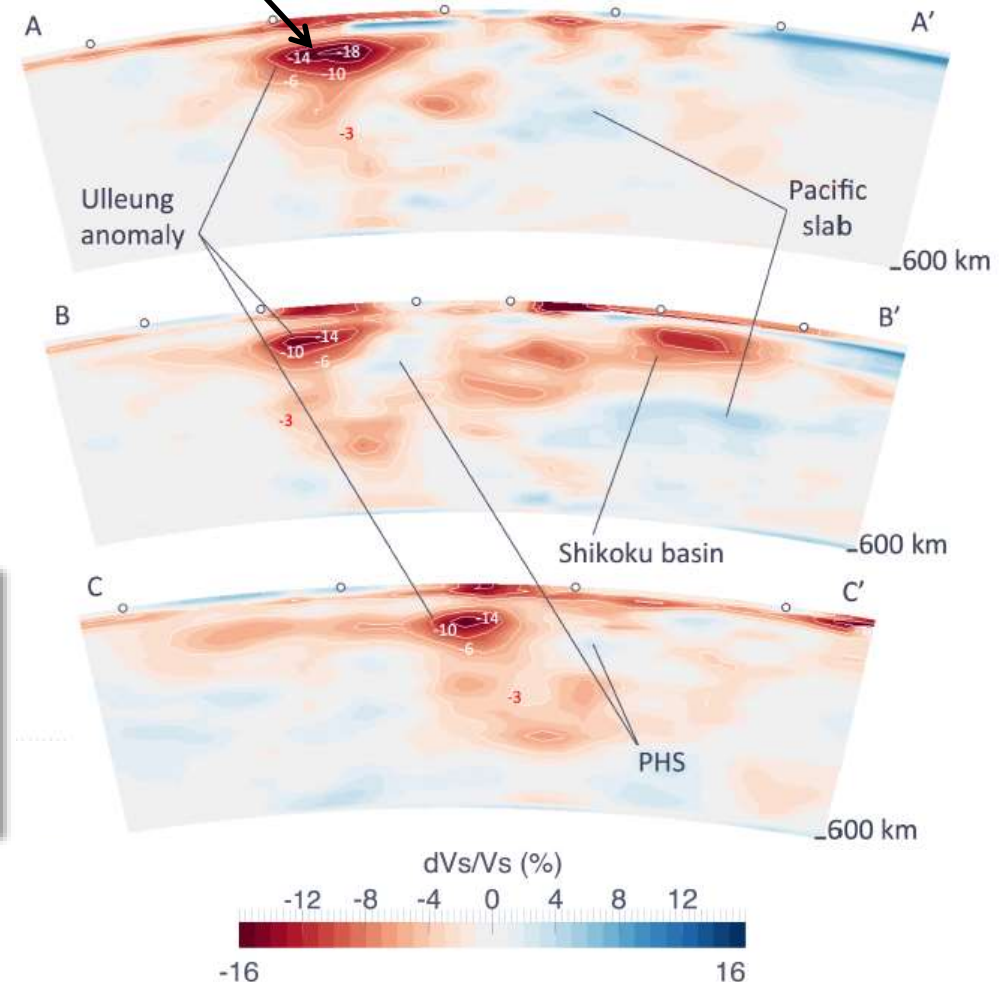 A
A'
-14
-18
-6
-10
-3
Ulleung
anomaly
Pacific
slab
600 km
B
B'
-14
-10
-6
-3
Shikoku basin
600 km
C
C'
-14
-10
-6
-3
PHS
600 km
dVs/Vs (%)
-12 -8 -4 0 4 8 12
-16 16